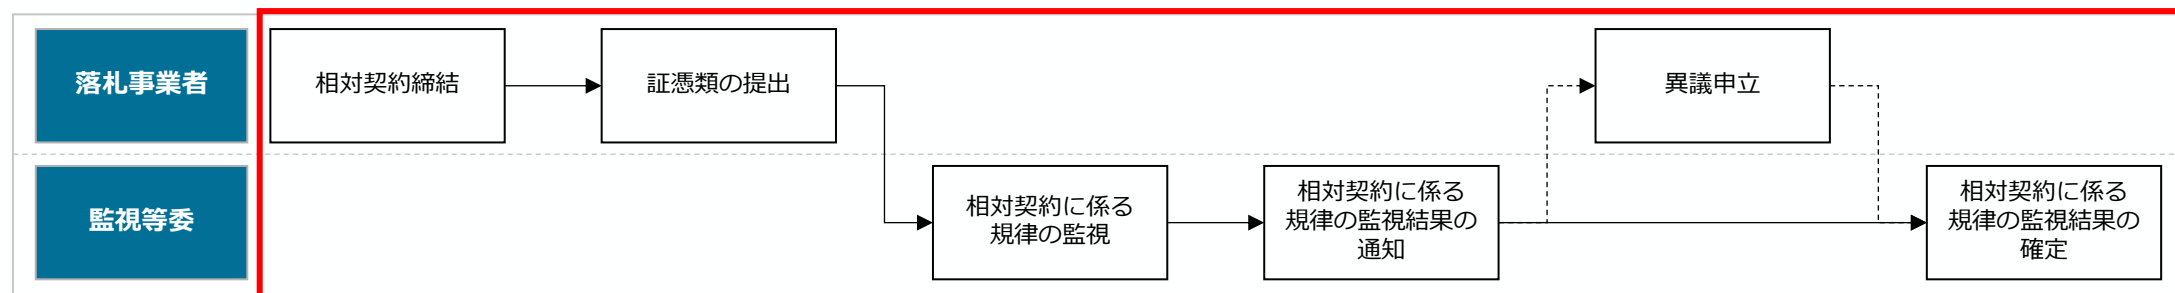 落札事業者
相対契約締結
証憑類の提出
異議申立
監視等委
相対契約に係る
規律の監視
相対契約に係る
規律の監視結果の
通知
相対契約に係る
規律の監視結果の
確定